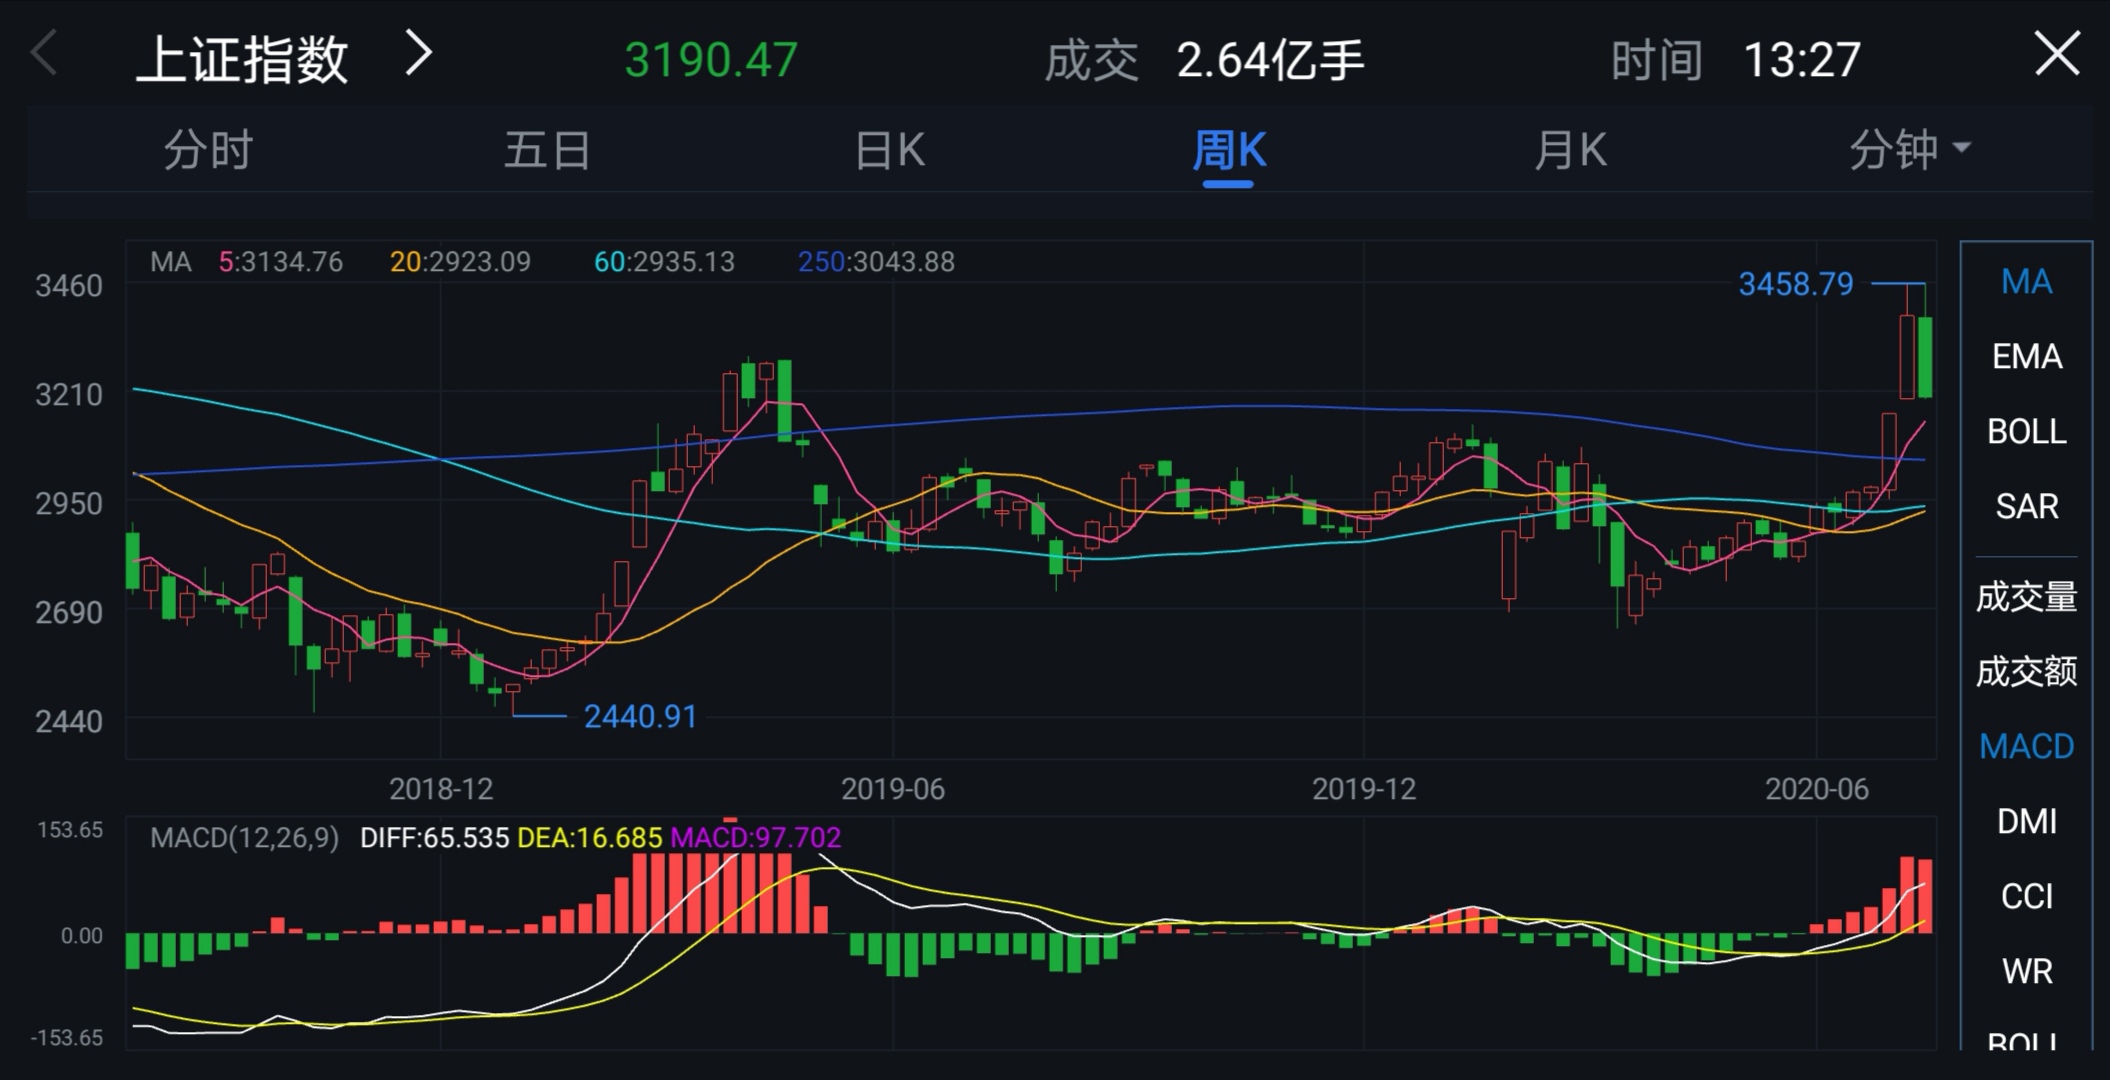 上证指数 3190.47 成交 2.64亿手 时间 13:27
分时 五日 日K 周K 月K 分钟
MA 5:3134.76 20:2923.09 60:2935.13 250:3043.88
3460
3458.79
3210
2950
2690
2440
2440.91
2018-12 2019-06 2019-12 2020-06
MACD(12,26,9) DIFF:65.535 DEA:16.685 MACD:97.702
153.65
0.00
-153.65
MA
EMA
BOLL
SAR
成交量
成交额
MACD
DMI
CCI
WR
BOLL